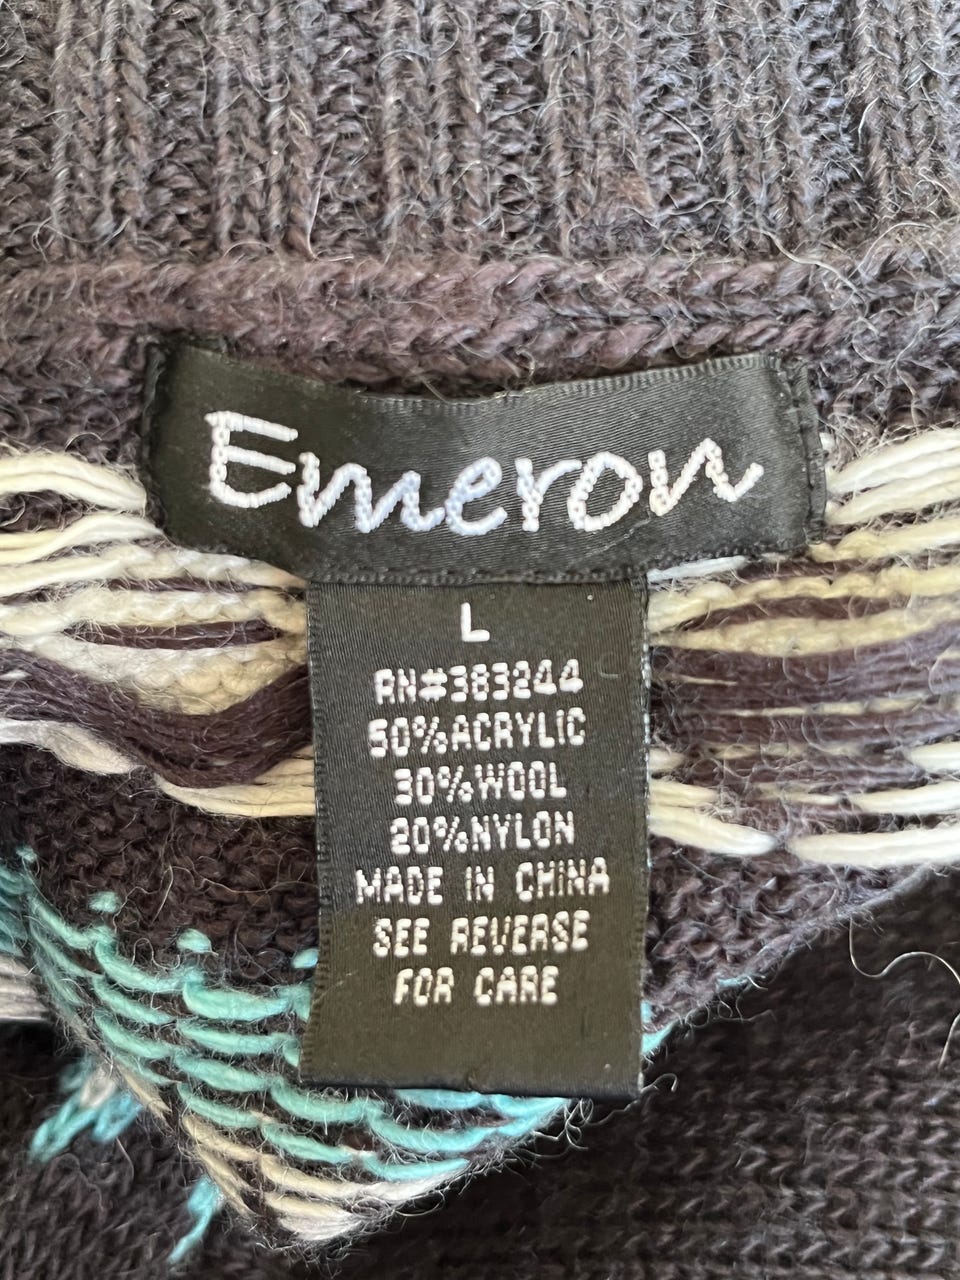 Emeron
L
RN#383244
50%ACRYLIC
30%WOOL
20%NYLON
MADE IN CHINA
SEE REVERSE
FOR CARE